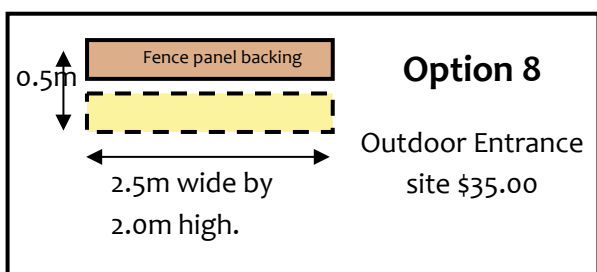 Fence panel backing
0.5m
2.5m wide by
2.0m high.
Option 8
Outdoor Entrance
site $35.00